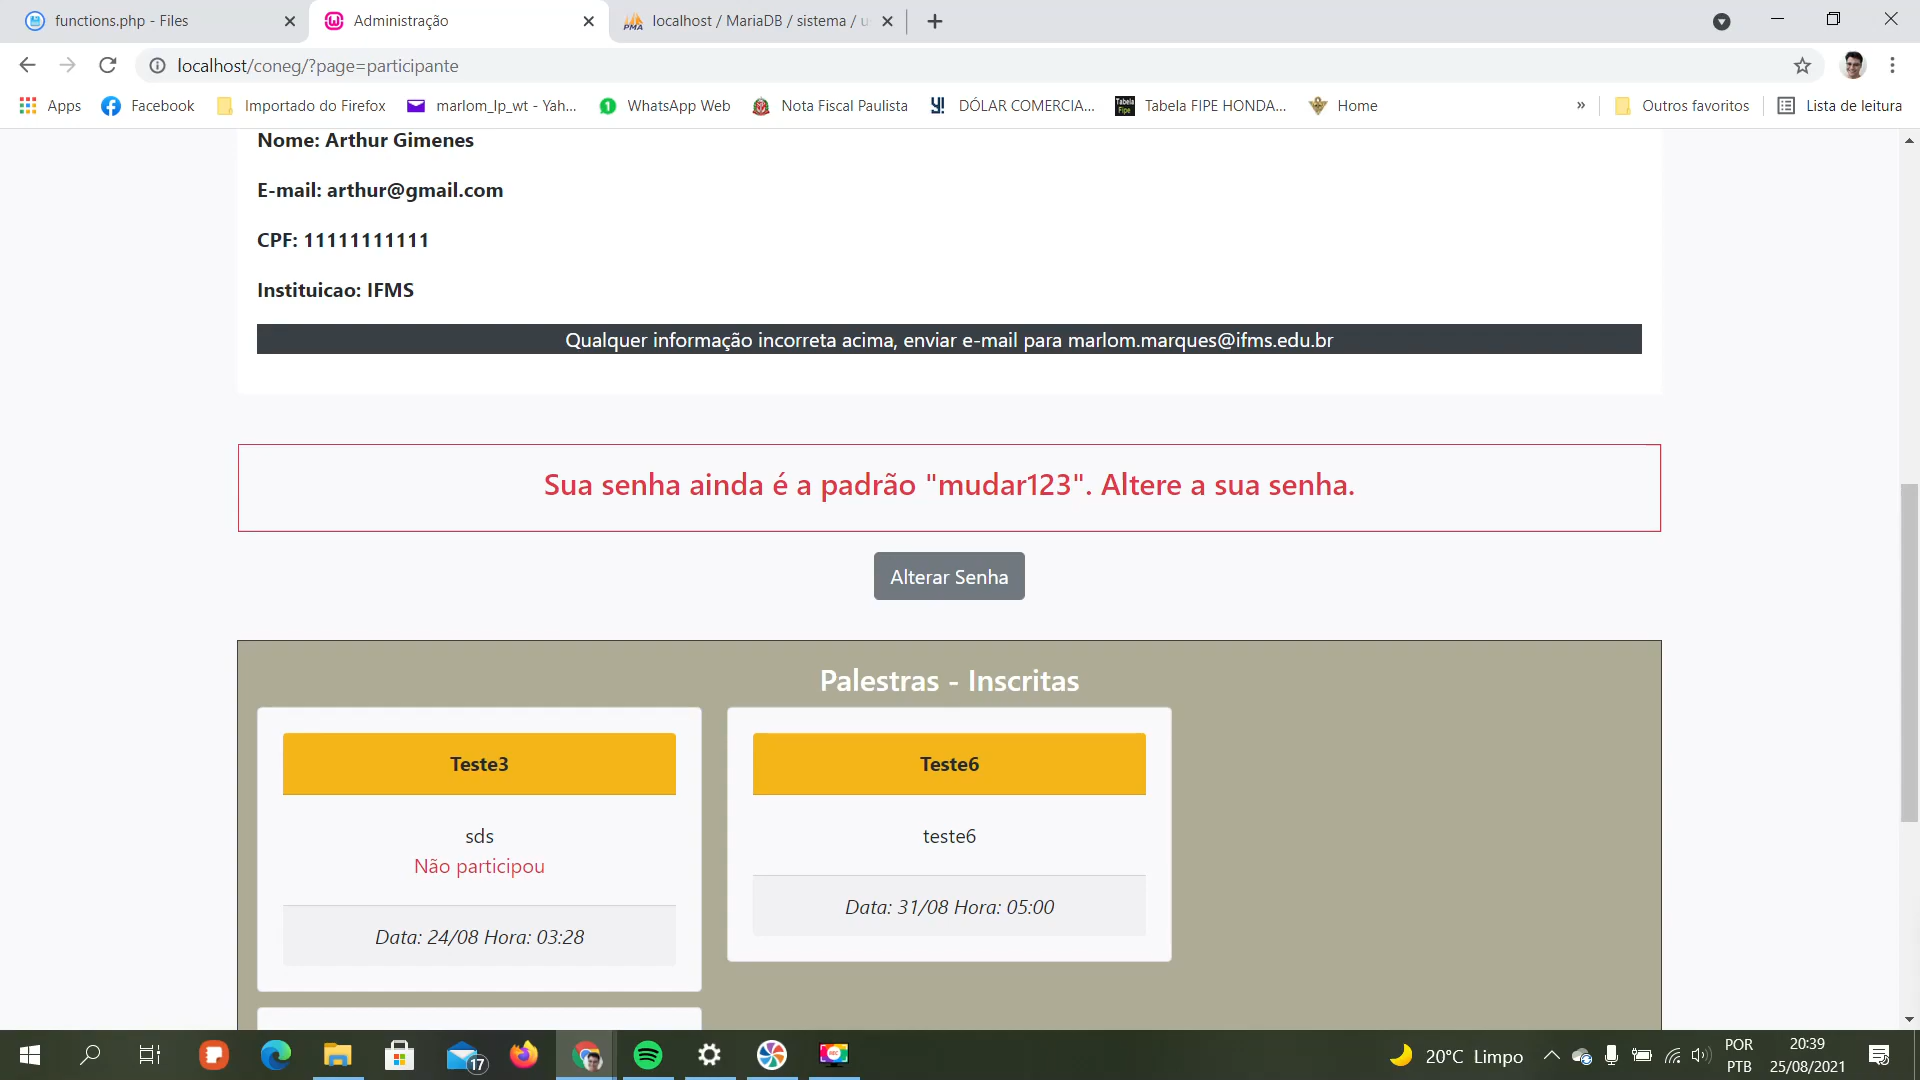 functions.php - Files
Administração
localhost / MariaDB / sistema / u
localhost/coneg/?page=participante
Apps
Facebook
Importado do Firefox
marlom_lp_wt - Yah...
WhatsApp Web
Nota Fiscal Paulista
DÓLAR COMERCIA...
Tabela FIPE HONDA...
Home
»
Outros favoritos
Lista de leitura
Nome: Arthur Gimenes
E-mail: arthur@gmail.com
CPF: 11111111111
Instituicao: IFMS
Qualquer informação incorreta acima, enviar e-mail para marlom.marques@ifms.edu.br
Sua senha ainda é a padrão "mudar123". Altere a sua senha.
Alterar Senha
Palestras - Inscritas
Teste3
sds
Não participou
Data: 24/08 Hora: 03:28
Teste6
teste6
Data: 31/08 Hora: 05:00
17
20°C Limpo
POR
PTB
20:39
25/08/2021